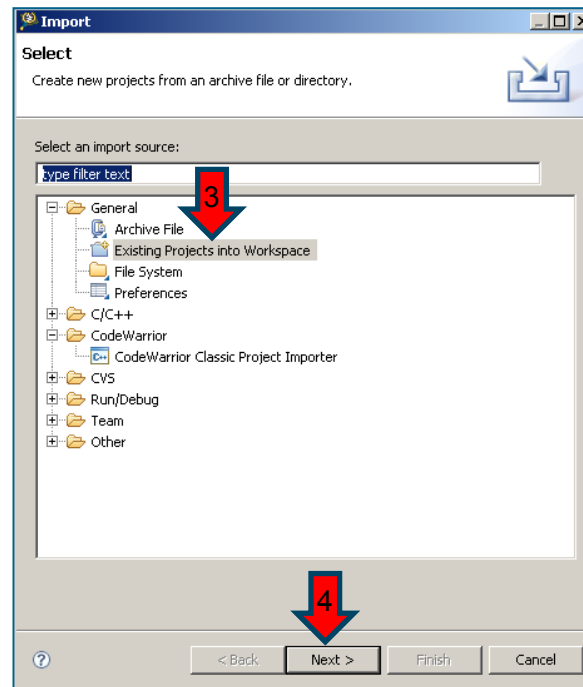 Import
Select
Create new projects from an archive file or directory.
Select an import source:
type filter text
3
General
Archive File
Existing Projects into Workspace
File System
Preferences
C/C++
CodeWarrior
C++ CodeWarrior Classic Project Importer
CVS
Run/Debug
Team
Other
4
? < Back Next > Finish Cancel